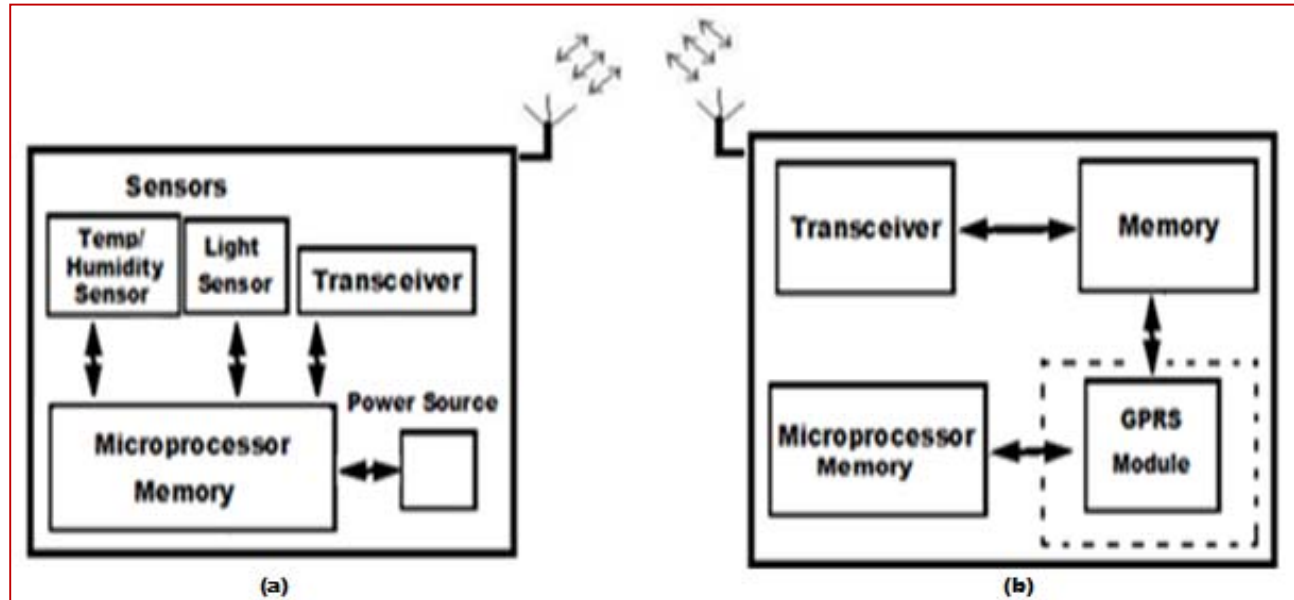 Sensors
Temp/
Humidity
Sensor
Light
Sensor
Transceiver
Power Source
Microprocessor
Memory
(a)
Transceiver
Memory
Microprocessor
Memory
GPRS
Module
(b)